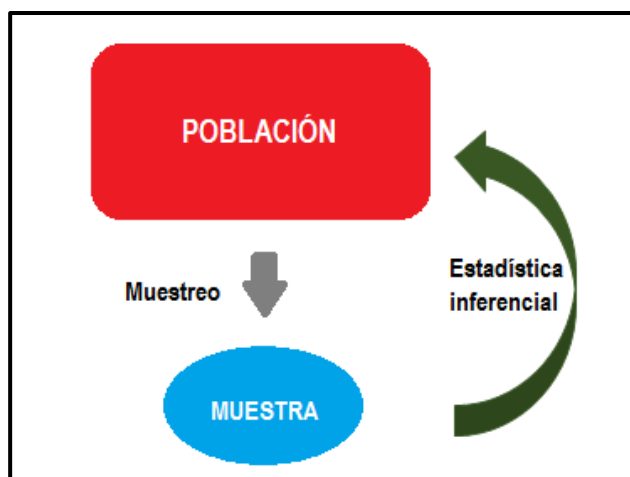 POBLACIÓN
Muestreo
Estadística
inferencial
MUESTRA